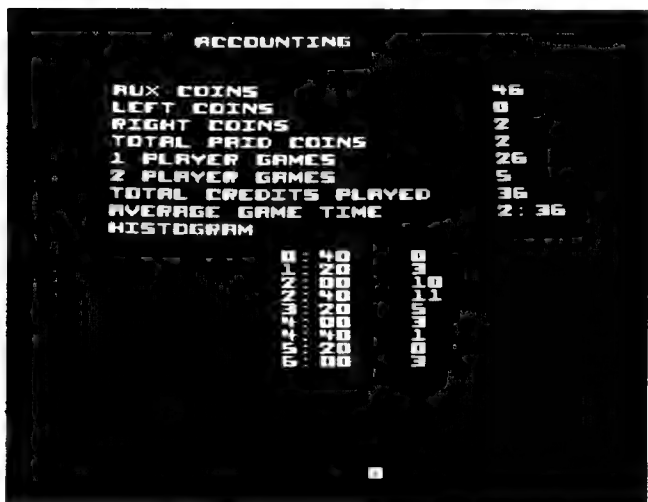 ACCOUNTING
AUX COINS 46
LEFT COINS 0
RIGHT COINS 2
TOTAL PAID COINS 2
1 PLAYER GAMES 26
2 PLAYER GAMES 5
TOTAL CREDITS PLAYED 36
AVERAGE GAME TIME 2:36
HISTOGRAM
0:40 0
1:20 3
2:00 10
2:40 11
3:20 5
4:00 3
4:40 1
5:20 0
6:00 3